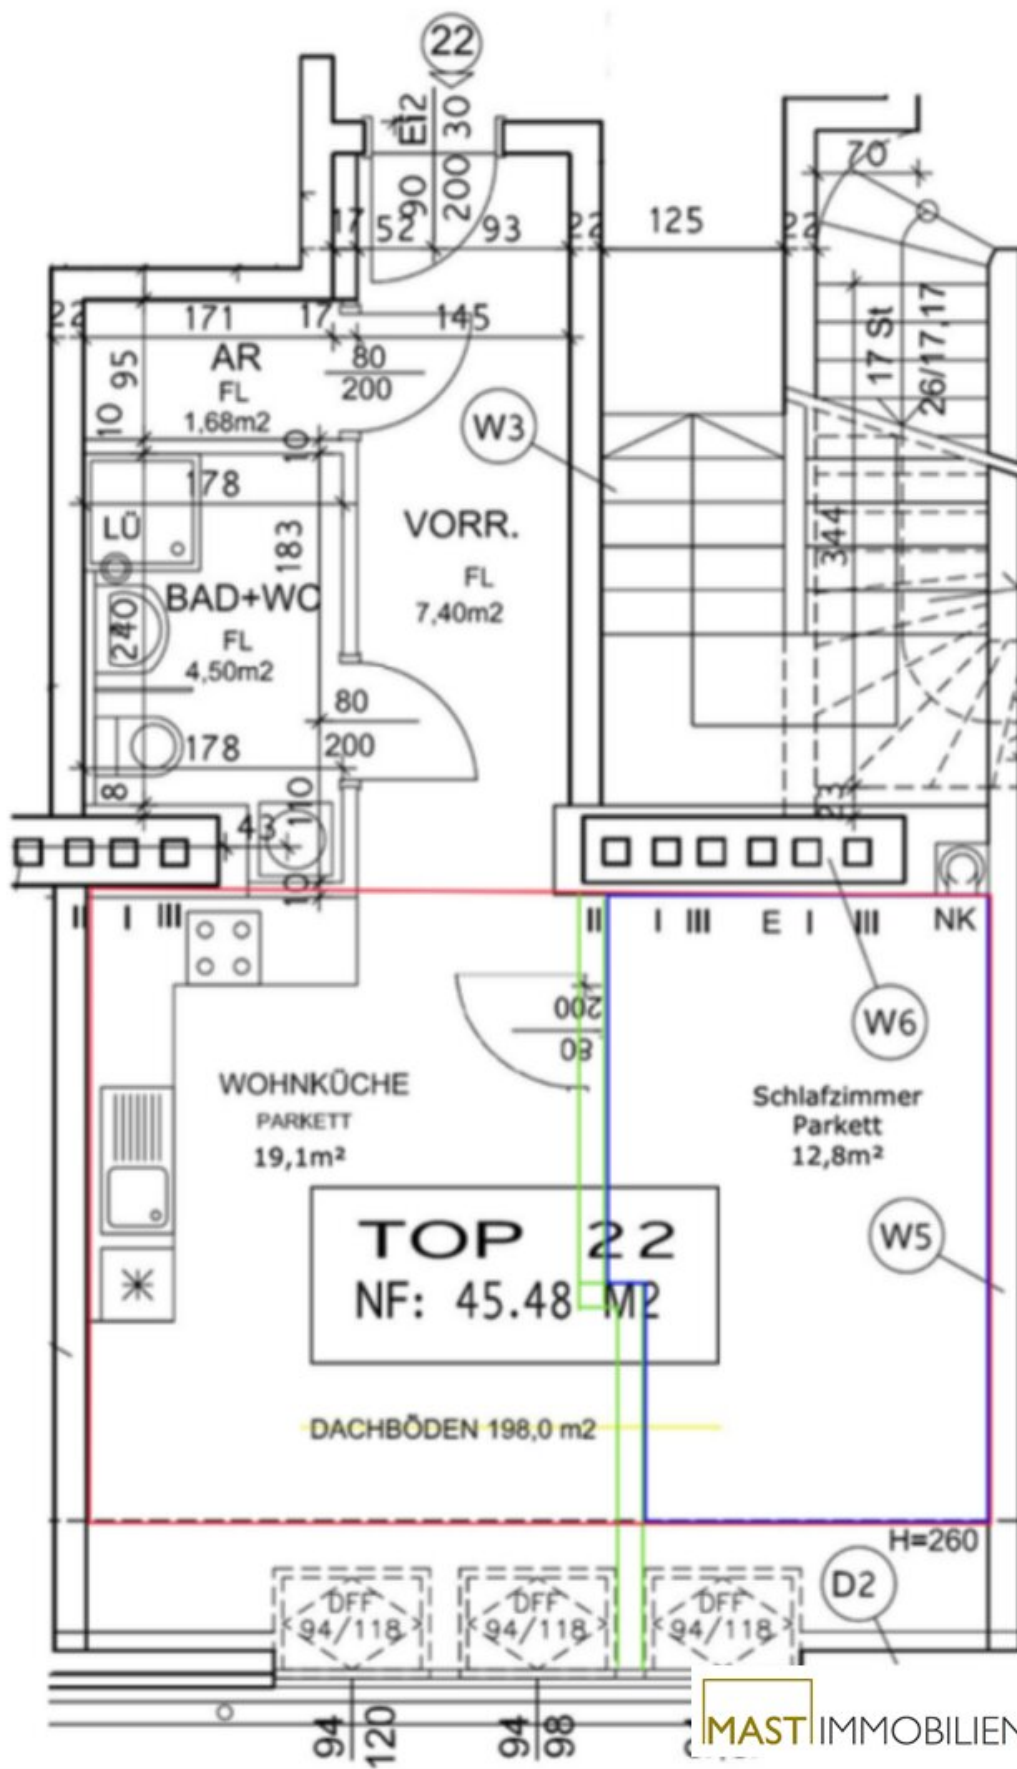 22
EI2 30
90 200
17 52 93 22 125 22
70
22 171 17 145
17 St
26/17,17
AR
FL
1,68m2
95
10
80
200
W3
10
178
LÜ
183
VORR.
FL
7,40m2
344
BAD+WC
FL
4,50m2
240
80
200
178
8
110
23
43
10
II I III
II I III E I III NK
200
80
W6
WOHNKÜCHE
PARKETT
19,1m²
Schlafzimmer
Parkett
12,8m²
W5
TOP 22
NF: 45.48 M2
DACHBÖDEN 198,0 m2
H=260
D2
DFF
94/118
DFF
94/118
DFF
94/118
94
120
94
98
MAST IMMOBILIEN